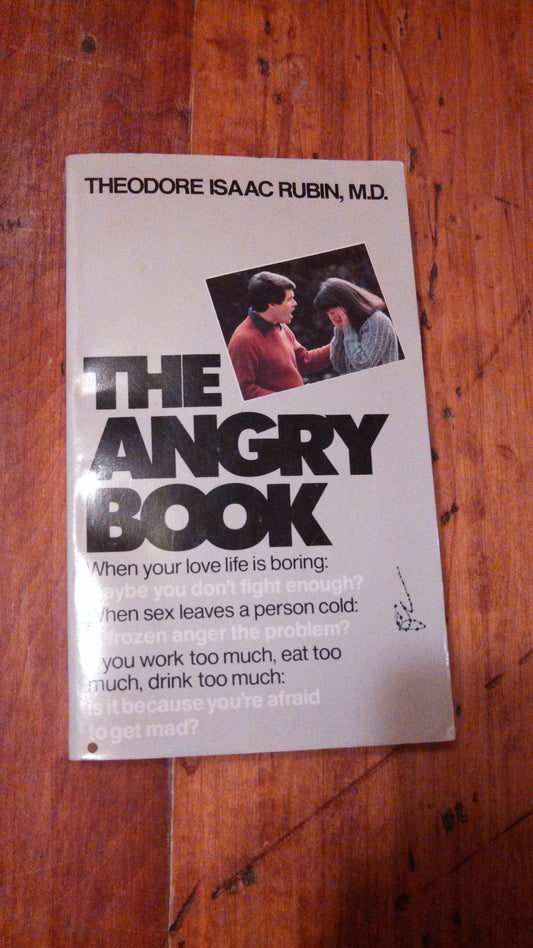 THEODORE ISAAC RUBIN, M.D.
THE
ANGRY
BOOK
When your love life is boring:
Maybe you don't fight enough?
When sex leaves a person cold:
frozen anger the problem?
you work too much, eat too
much, drink too much:
Is it because you're afraid
to get mad?